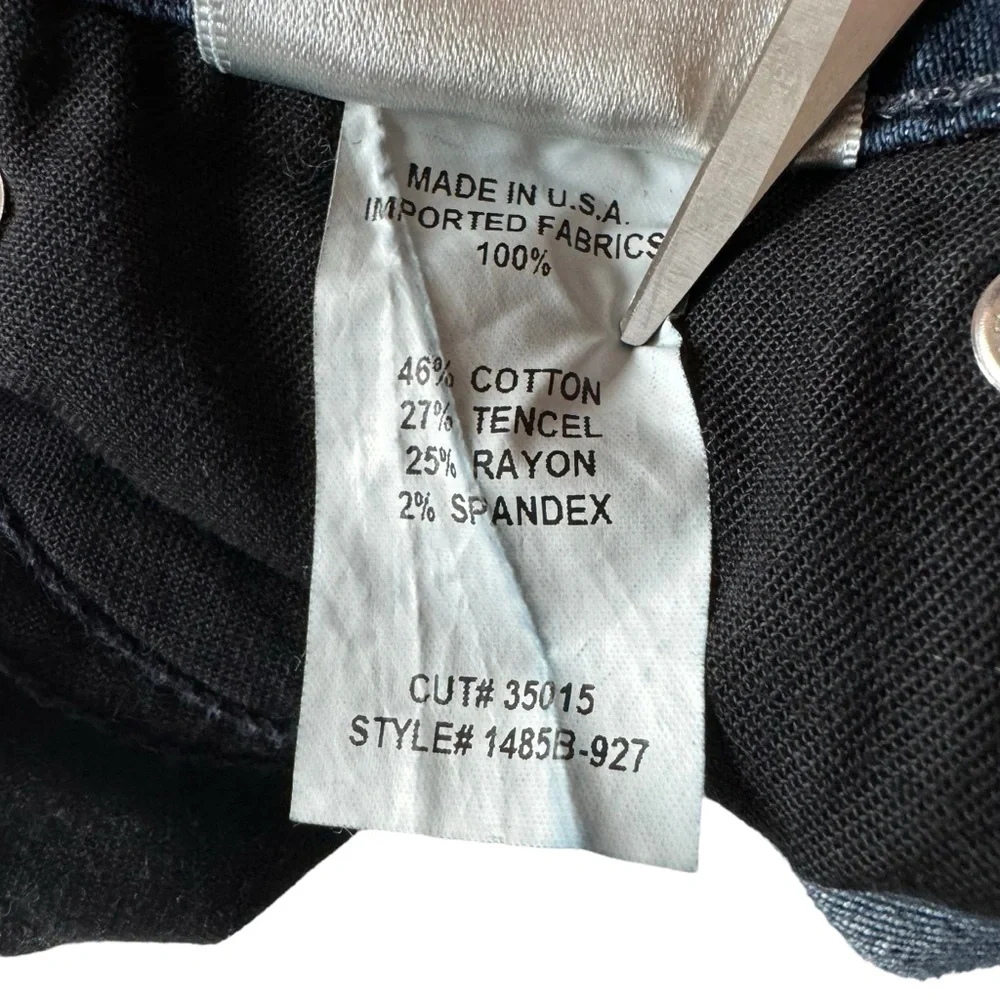 MADE IN U.S.A.
IMPORTED FABRICS
100%
46% COTTON
27% TENCEL
25% RAYON
2% SPANDEX
CUT# 35015
STYLE# 1485B-927